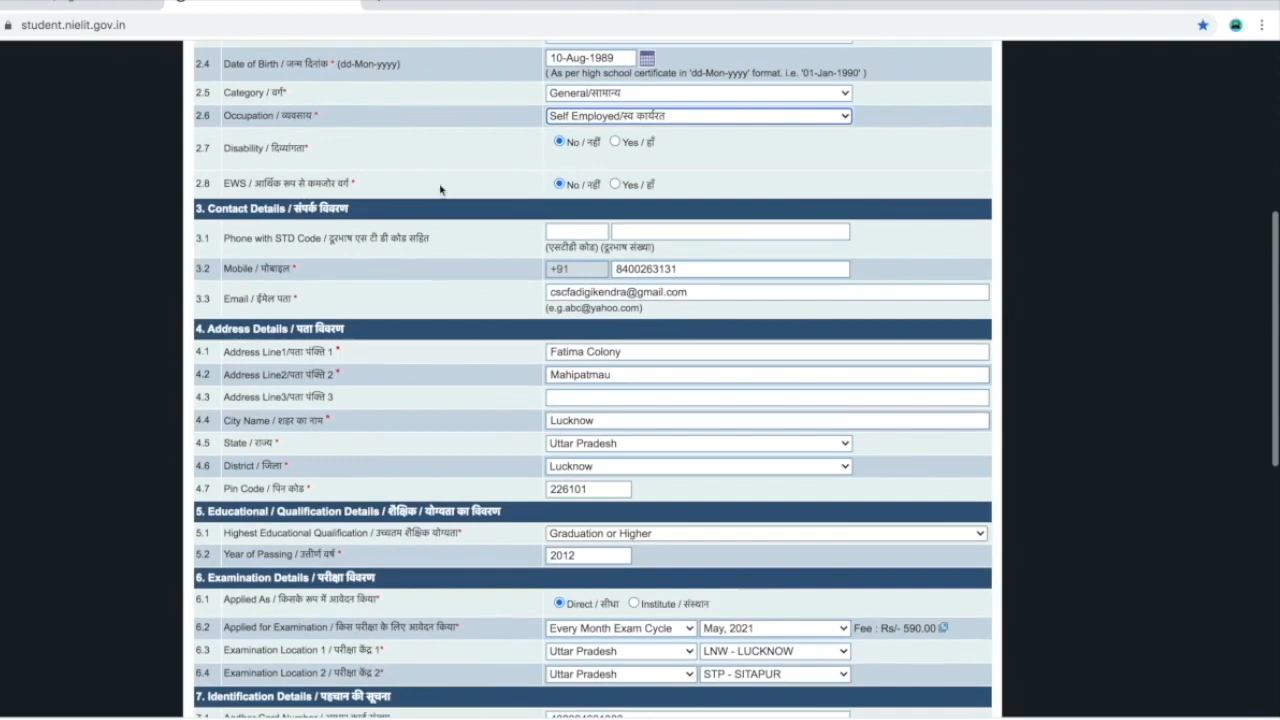 student.nielit.gov.in
2.4 Date of Birth / जन्म दिनांक * (dd-Mon-yyyy) 10-Aug-1989
( As per high school certificate in 'dd-Mon-yyyy' format. i.e. '01-Jan-1990' )
2.5 Category / वर्ग* General/सामान्य
2.6 Occupation / व्यवसाय * Self Employed/स्व कार्यरत
2.7 Disability / दिव्यांगता* No / नहीं Yes / हाँ
2.8 EWS / आर्थिक रूप से कमजोर वर्ग * No / नहीं Yes / हाँ
3. Contact Details / संपर्क विवरण
3.1 Phone with STD Code / दूरभाष एस टी डी कोड सहित
(एसटीडी कोड) (दूरभाष संख्या)
3.2 Mobile / मोबाइल * +91 8400263131
3.3 Email / ईमेल पता * cscfadigikendra@gmail.com
(e.g.abc@yahoo.com)
4. Address Details / पता विवरण
4.1 Address Line1/पता पंक्ति 1 * Fatima Colony
4.2 Address Line2/पता पंक्ति 2 * Mahipatmau
4.3 Address Line3/पता पंक्ति 3
4.4 City Name / शहर का नाम * Lucknow
4.5 State / राज्य * Uttar Pradesh
4.6 District / जिला * Lucknow
4.7 Pin Code / पिन कोड * 226101
5. Educational / Qualification Details / शैक्षिक / योग्यता का विवरण
5.1 Highest Educational Qualification / उच्चतम शैक्षिक योग्यता* Graduation or Higher
5.2 Year of Passing / उत्तीर्ण वर्ष * 2012
6. Examination Details / परीक्षा विवरण
6.1 Applied As / किसके रूप में आवेदन किया* Direct / सीधा Institute / संस्थान
6.2 Applied for Examination / किस परीक्षा के लिए आवेदन किया* Every Month Exam Cycle May, 2021 Fee : Rs/- 590.00
6.3 Examination Location 1 / परीक्षा केंद्र 1* Uttar Pradesh LNW - LUCKNOW
6.4 Examination Location 2 / परीक्षा केंद्र 2* Uttar Pradesh STP - SITAPUR
7. Identification Details / पहचान की सूचना